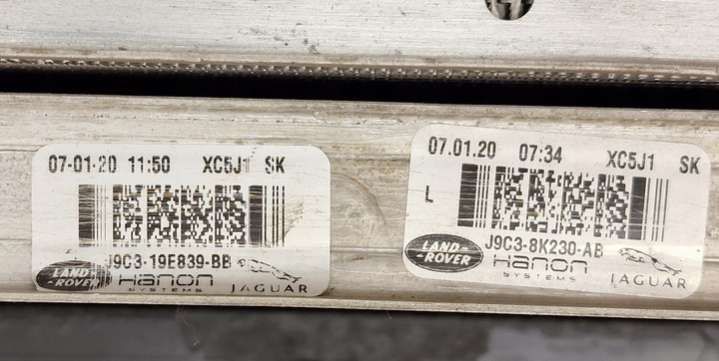 07-01-20 11:50 XC5J1 SK
J9C3-19E839-BB
LAND-ROVER
HANON SYSTEMS
JAGUAR
07.01.20 07:34 XC5J1 SK
L
J9C3-8K230-AB
LAND-ROVER
HANON SYSTEMS
JAGUAR